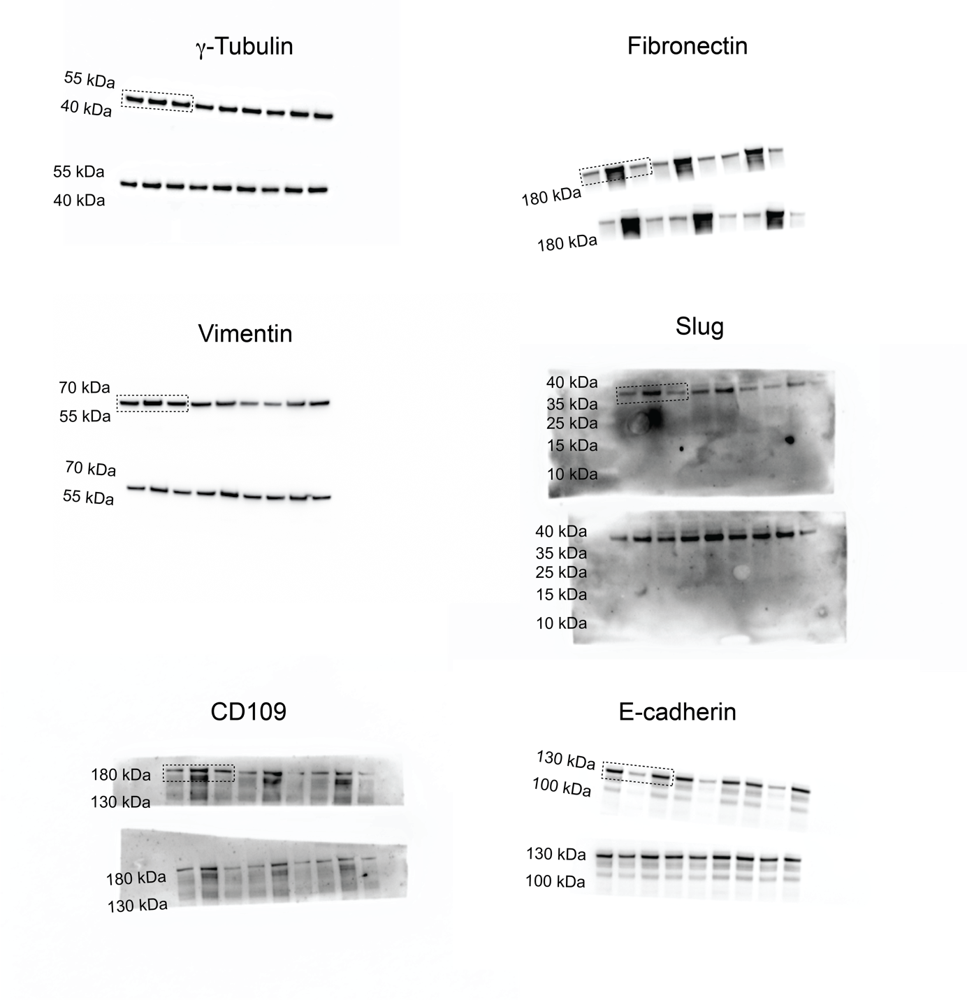 γ-Tubulin
55 kDa
40 kDa
55 kDa
40 kDa
Fibronectin
180 kDa
180 kDa
Vimentin
70 kDa
55 kDa
70 kDa
55 kDa
Slug
40 kDa
35 kDa
25 kDa
15 kDa
10 kDa
40 kDa
35 kDa
25 kDa
15 kDa
10 kDa
CD109
180 kDa
130 kDa
180 kDa
130 kDa
E-cadherin
130 kDa
100 kDa
130 kDa
100 kDa